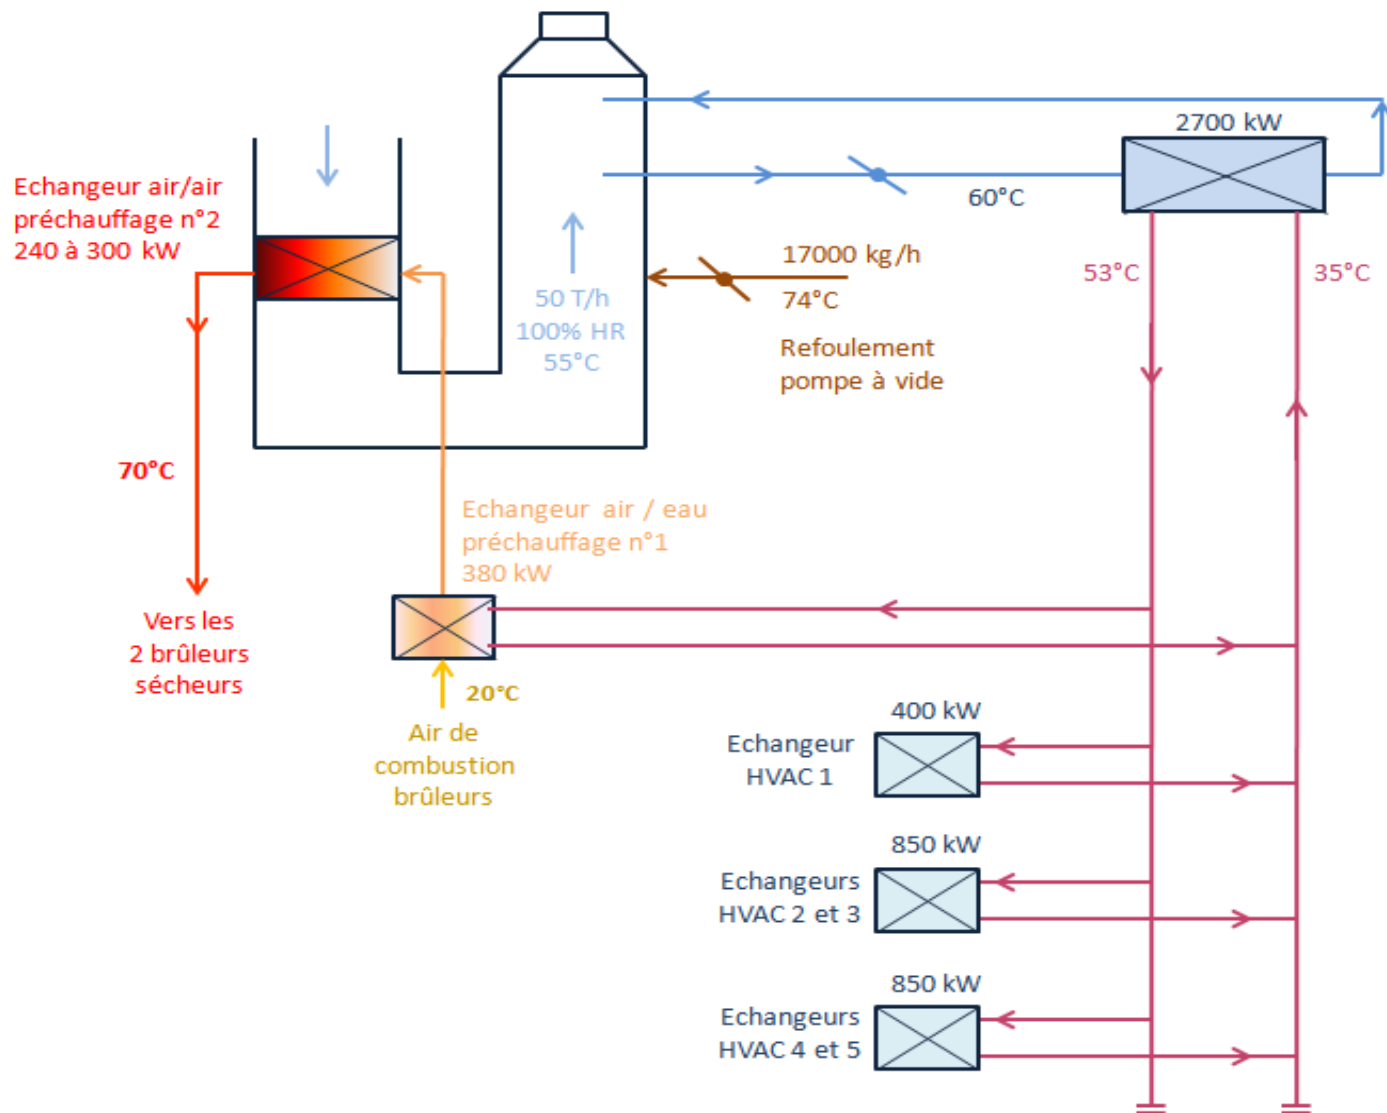 2700 kW
Echangeur air/air
préchauffage n°2
240 à 300 kW
60°C
17000 kg/h
74°C
Refoulement
pompe à vide
50 T/h
100% HR
55°C
53°C
35°C
70°C
Echangeur air / eau
préchauffage n°1
380 kW
Vers les
2 brûleurs
sécheurs
20°C
Air de
combustion
brûleurs
400 kW
Echangeur
HVAC 1
850 kW
Echangeurs
HVAC 2 et 3
850 kW
Echangeurs
HVAC 4 et 5